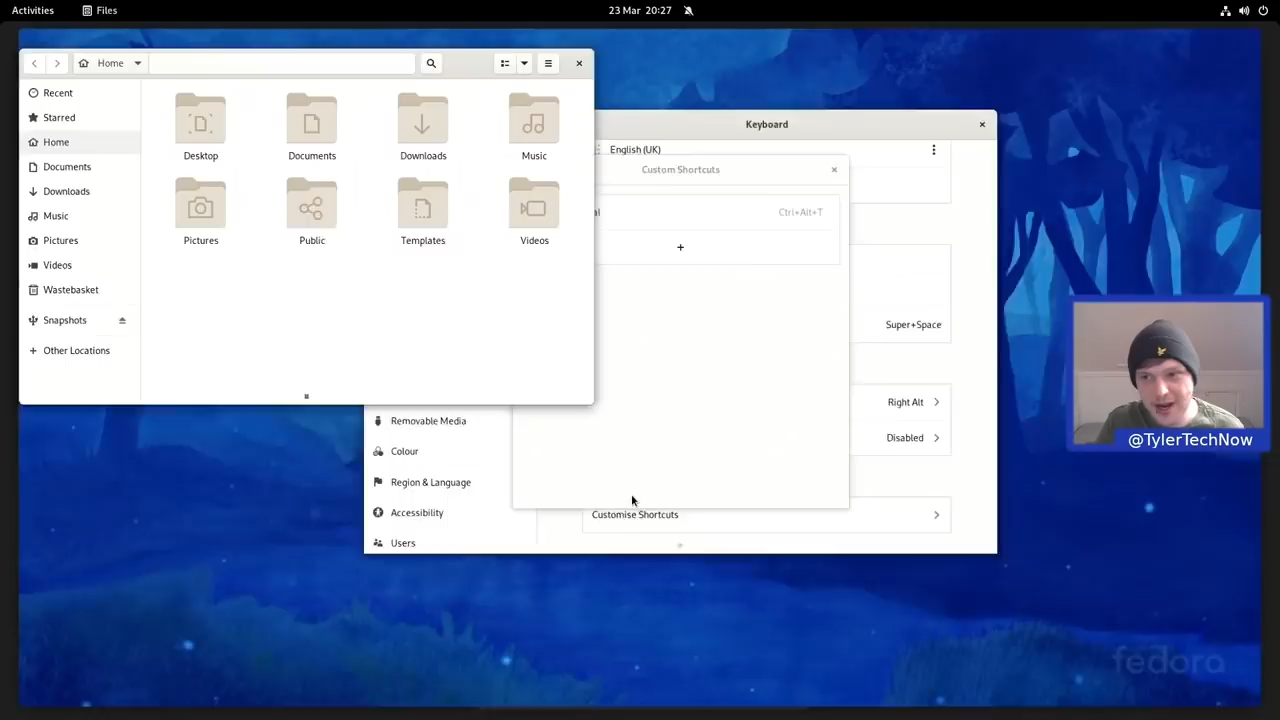 Activities
Files
23 Mar 20:27
Home
Recent
Starred
Home
Documents
Downloads
Music
Pictures
Videos
Wastebasket
Snapshots
Other Locations
Desktop
Documents
Downloads
Music
Pictures
Public
Templates
Videos
Keyboard
English (UK)
Custom Shortcuts
al
Ctrl+Alt+T
+
Super+Space
Right Alt
Disabled
Customise Shortcuts
Removable Media
Colour
Region & Language
Accessibility
Users
@TylerTechNow
fedora